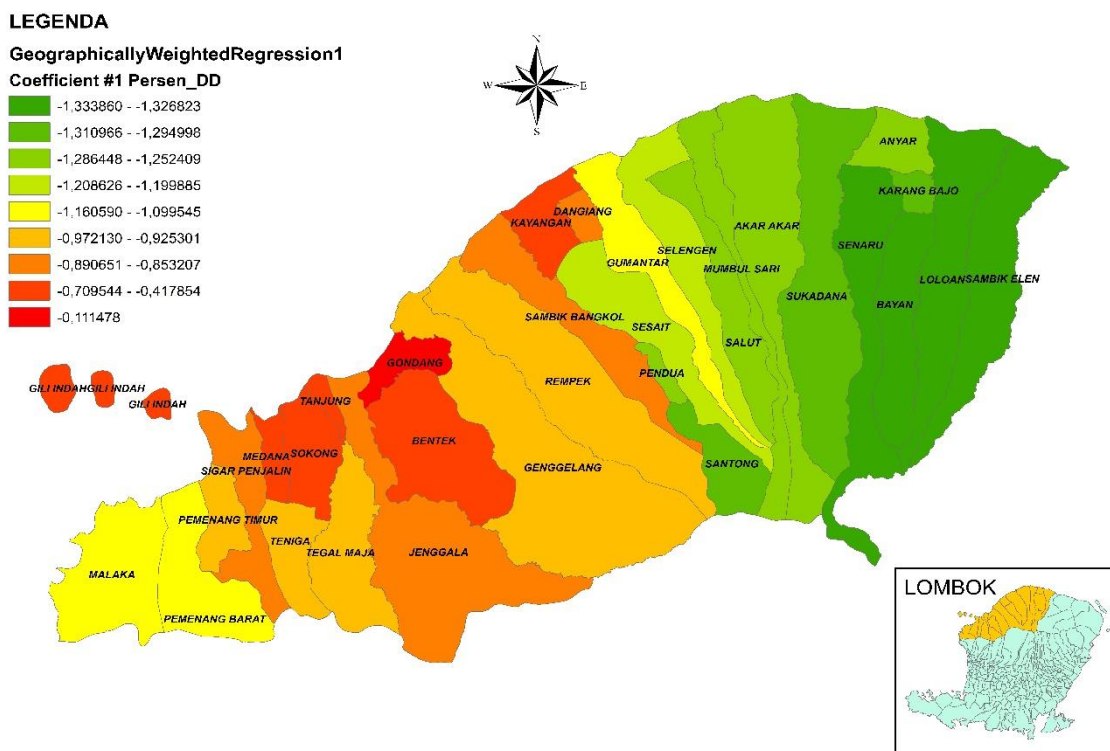 LEGENDA
GeographicallyWeightedRegression1
Coefficient #1 Persen_DD
-1,333860 - -1,326823
-1,310966 - -1,294998
-1,286448 - -1,252409
-1,208626 - -1,199885
-1,160590 - -1,099545
-0,972130 - -0,925301
-0,890651 - -0,853207
-0,709544 - -0,417854
-0,111478
N
W E
S
ANYAR
KARANG BAJO
DANGIANG
KAYANGAN
AKAR AKAR
SENARU
SELENGEN
GUMANTAR
MUMBUL SARI
LOLOAN
SAMBIK ELEN
SUKADANA
BAYAN
SAMBIK BANGKOL
SESAIT
SALUT
GONDANG
PENDUA
REMPEK
GILI INDAH
GILI INDAH
GILI INDAH
TANJUNG
BENTEK
MEDANA
SOKONG
SANTONG
GENGGELANG
SIGAR PENJALIN
PEMENANG TIMUR
TENIGA
TEGAL MAJA
JENGGALA
MALAKA
PEMENANG BARAT
LOMBOK